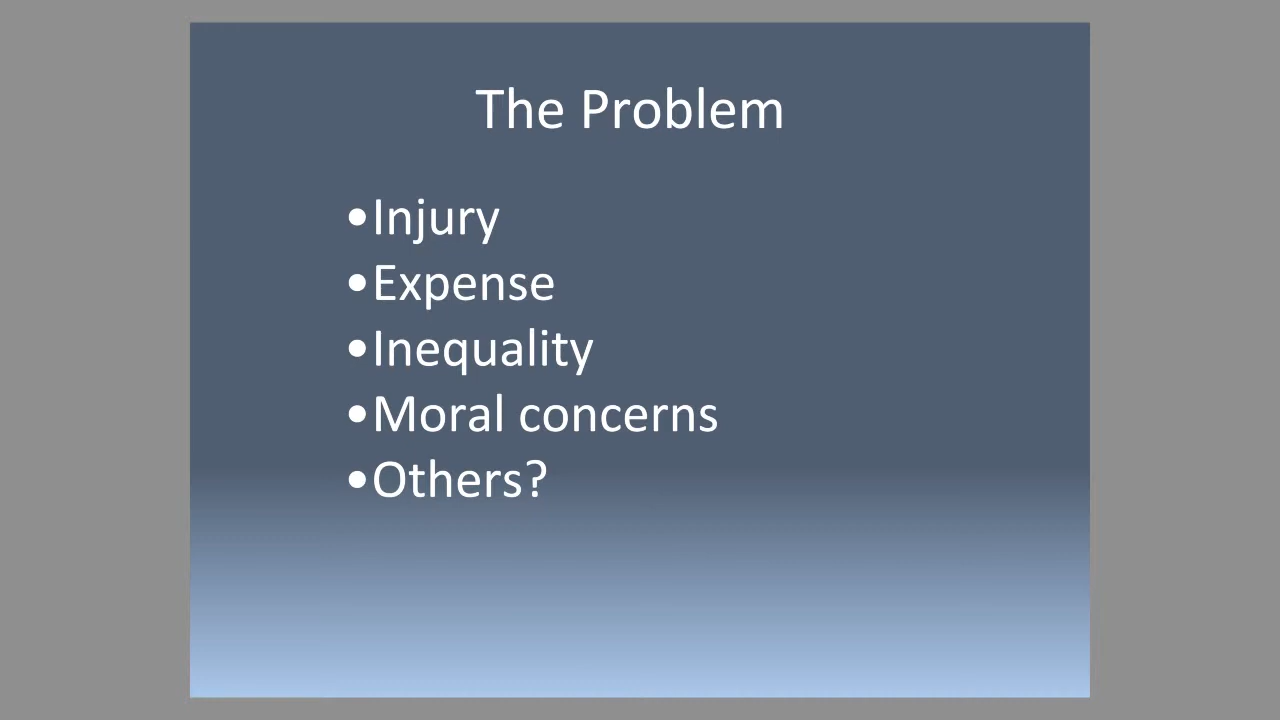 The Problem
•Injury
•Expense
•Inequality
•Moral concerns
•Others?